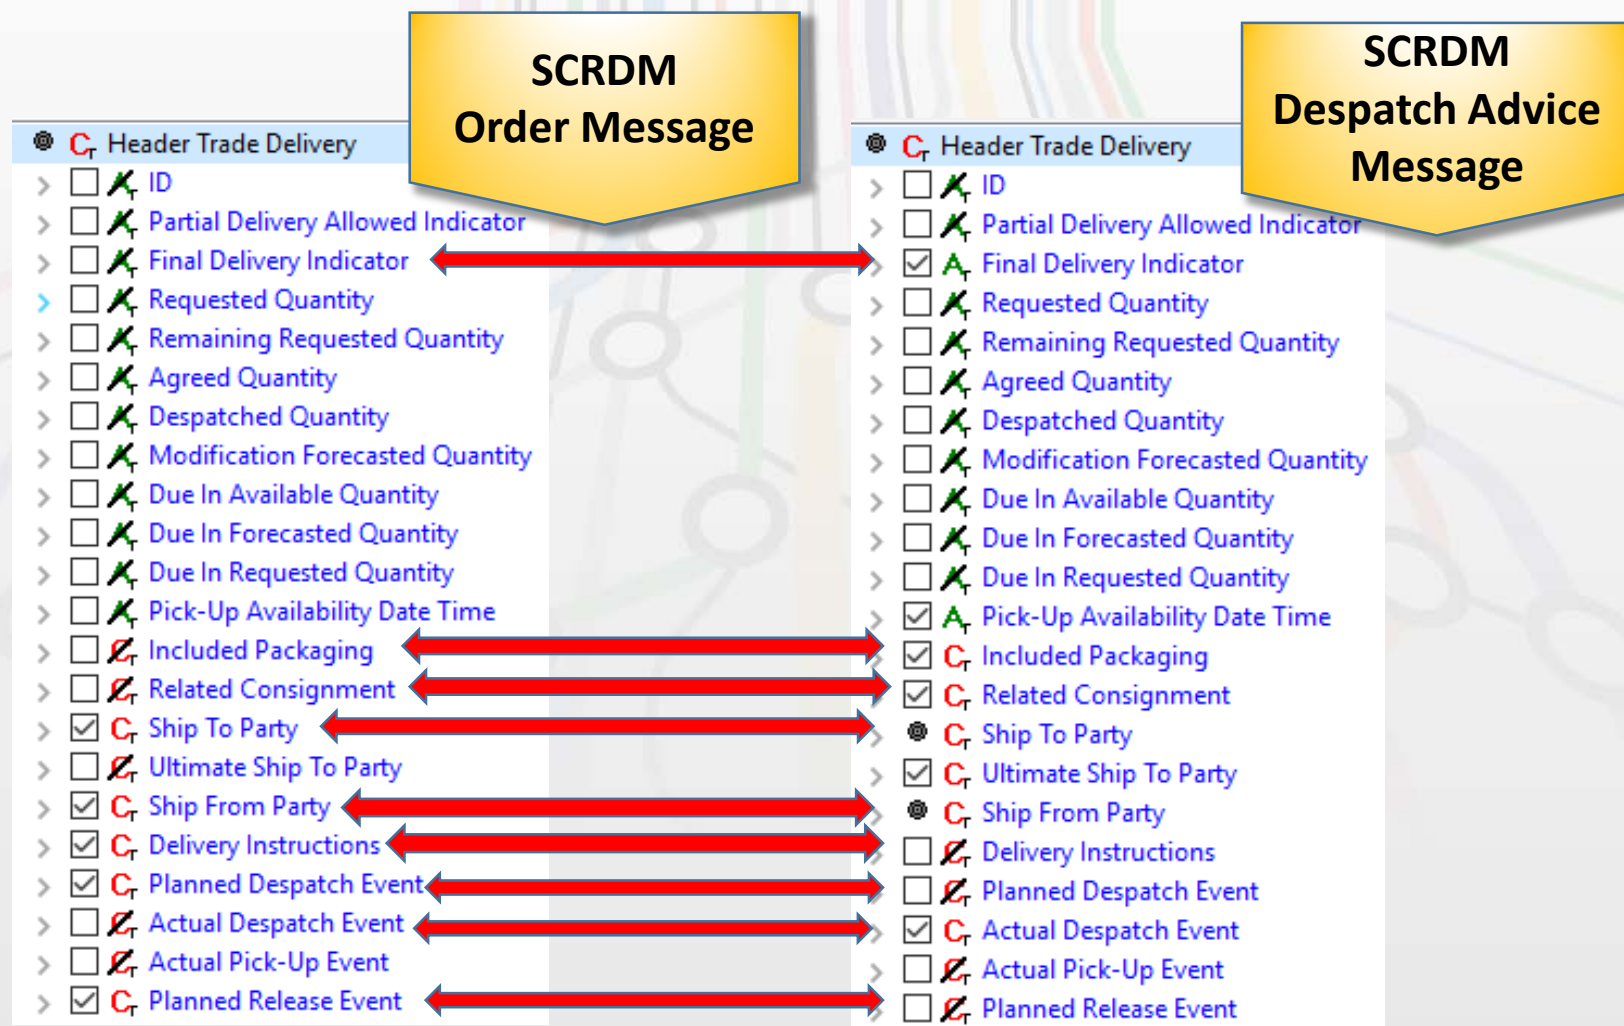 SCRDM
Order Message
Header Trade Delivery
ID
Partial Delivery Allowed Indicator
Final Delivery Indicator
Requested Quantity
Remaining Requested Quantity
Agreed Quantity
Despatched Quantity
Modification Forecasted Quantity
Due In Available Quantity
Due In Forecasted Quantity
Due In Requested Quantity
Pick-Up Availability Date Time
Included Packaging
Related Consignment
Ship To Party
Ultimate Ship To Party
Ship From Party
Delivery Instructions
Planned Despatch Event
Actual Despatch Event
Actual Pick-Up Event
Planned Release Event
SCRDM
Despatch Advice
Message
Header Trade Delivery
ID
Partial Delivery Allowed Indicator
Final Delivery Indicator
Requested Quantity
Remaining Requested Quantity
Agreed Quantity
Despatched Quantity
Modification Forecasted Quantity
Due In Available Quantity
Due In Forecasted Quantity
Due In Requested Quantity
Pick-Up Availability Date Time
Included Packaging
Related Consignment
Ship To Party
Ultimate Ship To Party
Ship From Party
Delivery Instructions
Planned Despatch Event
Actual Despatch Event
Actual Pick-Up Event
Planned Release Event